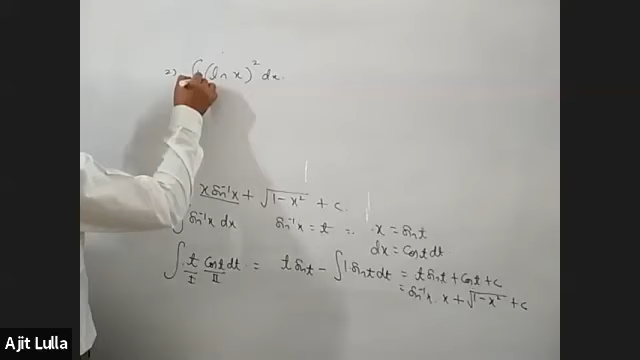 2) ∫(ln x)² dx.
x sin⁻¹x + √(1-x²) + c.
∫ sin⁻¹x dx sin⁻¹x = t ∴ x = sin t
dx = cos t dt
∫ t cos t dt = t sin t - ∫ 1. sin t dt = t sin t + cos t + c
I II
= sin⁻¹x . x + √(1-x²) + c
Ajit Lulla